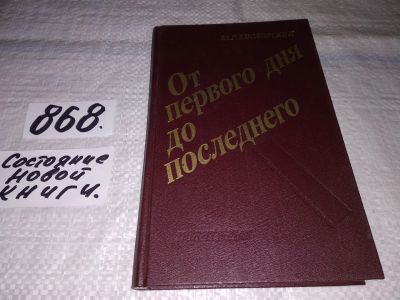 868.
Состояние
новой
книги.
От
первого дня
до
последнего